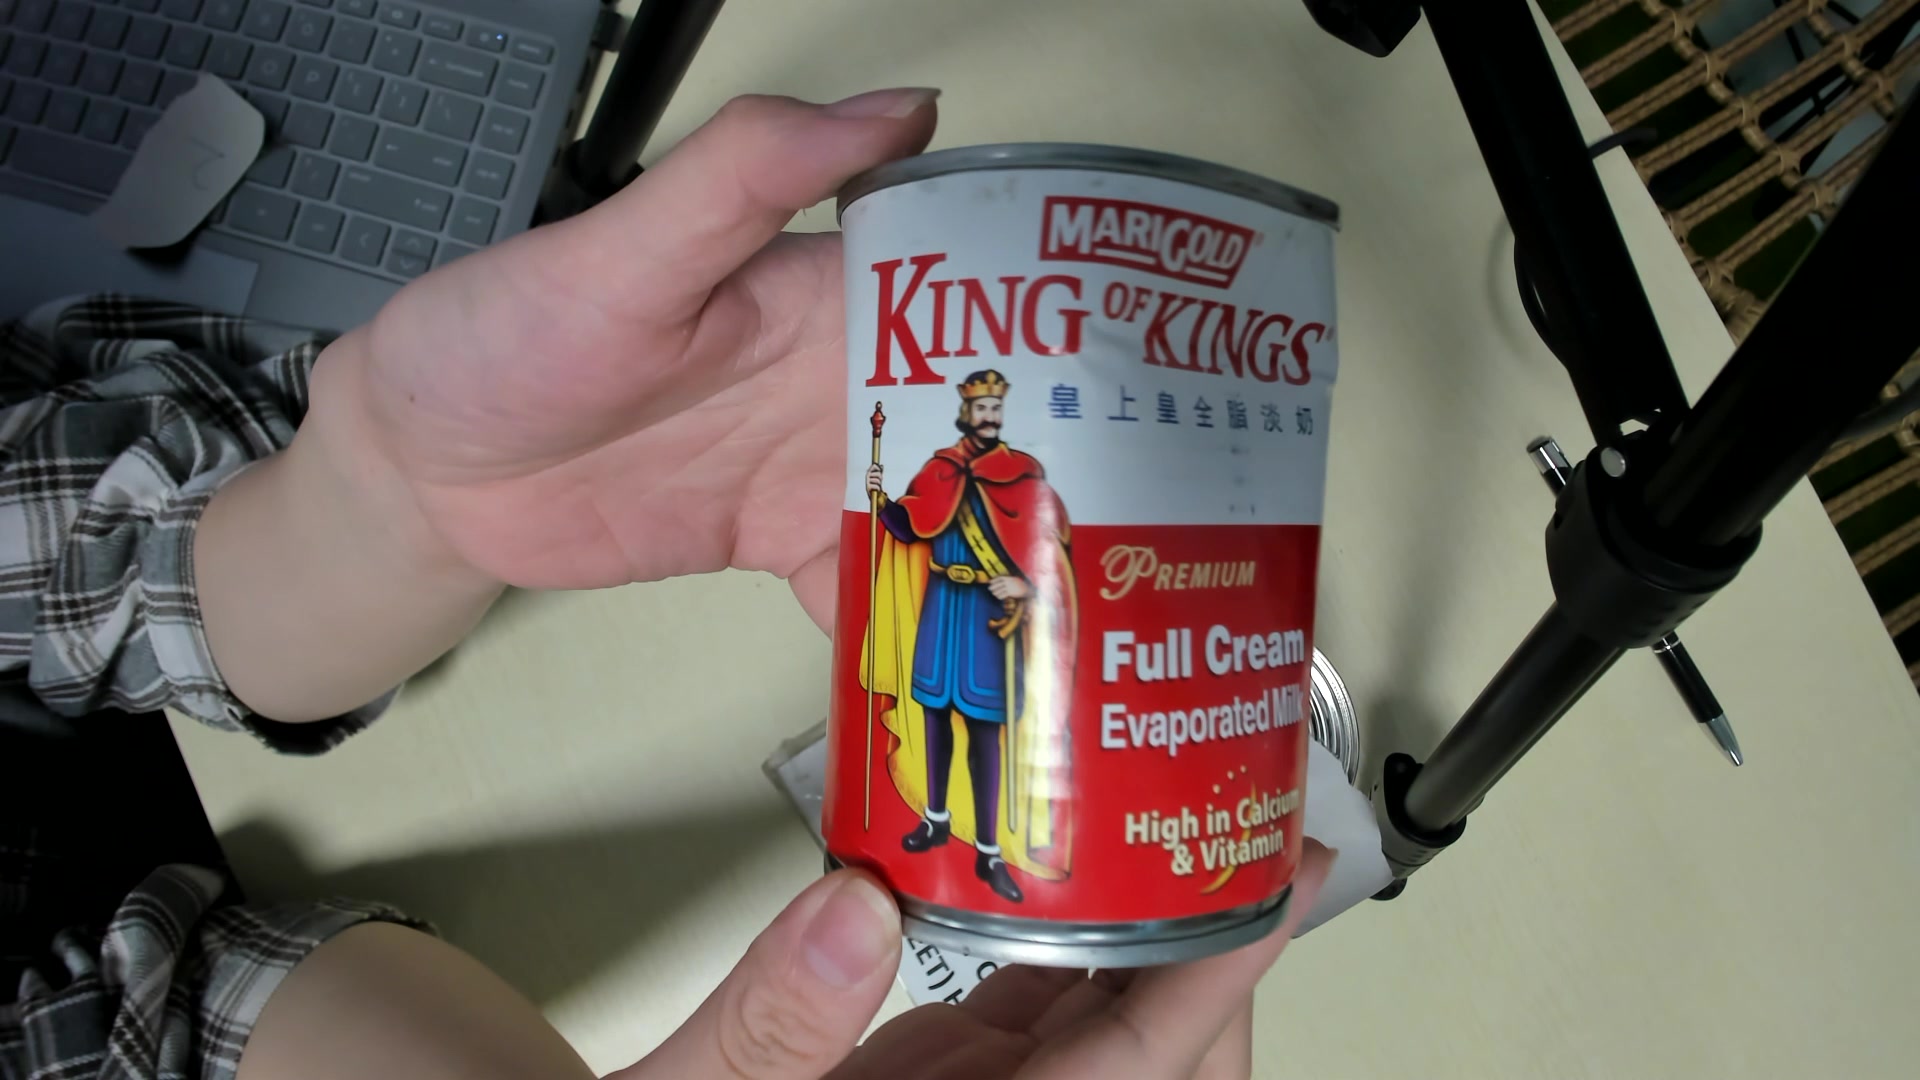 MARIGOLD
KING OF KINGS
皇上皇全脂淡奶
PREMIUM
Full Cream
Evaporated Milk
High in Calcium
& Vitamin